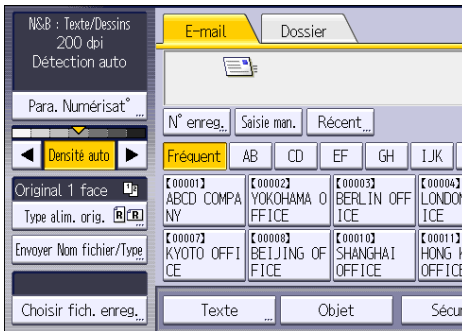 N&B : Texte/Dessins
200 dpi
Détection auto
Para. Numérisat°
Densité auto
Original 1 face
Type alim. orig.
Envoyer Nom fichier/Type
Choisir fich. enreg.
E-mail
Dossier
N° enreg.
Saisie man.
Récent
Fréquent
AB
CD
EF
GH
IJK
[00001]
ABCD COMPA
NY
[00002]
YOKOHAMA O
FFICE
[00003]
BERLIN OFF
ICE
[00004]
LONDON
ICE
[00007]
KYOTO OFFI
CE
[00008]
BEIJING OF
FICE
[00010]
SHANGHAI
OFFICE
[00011]
HONG
OFFICE
Texte
Objet
Sécur